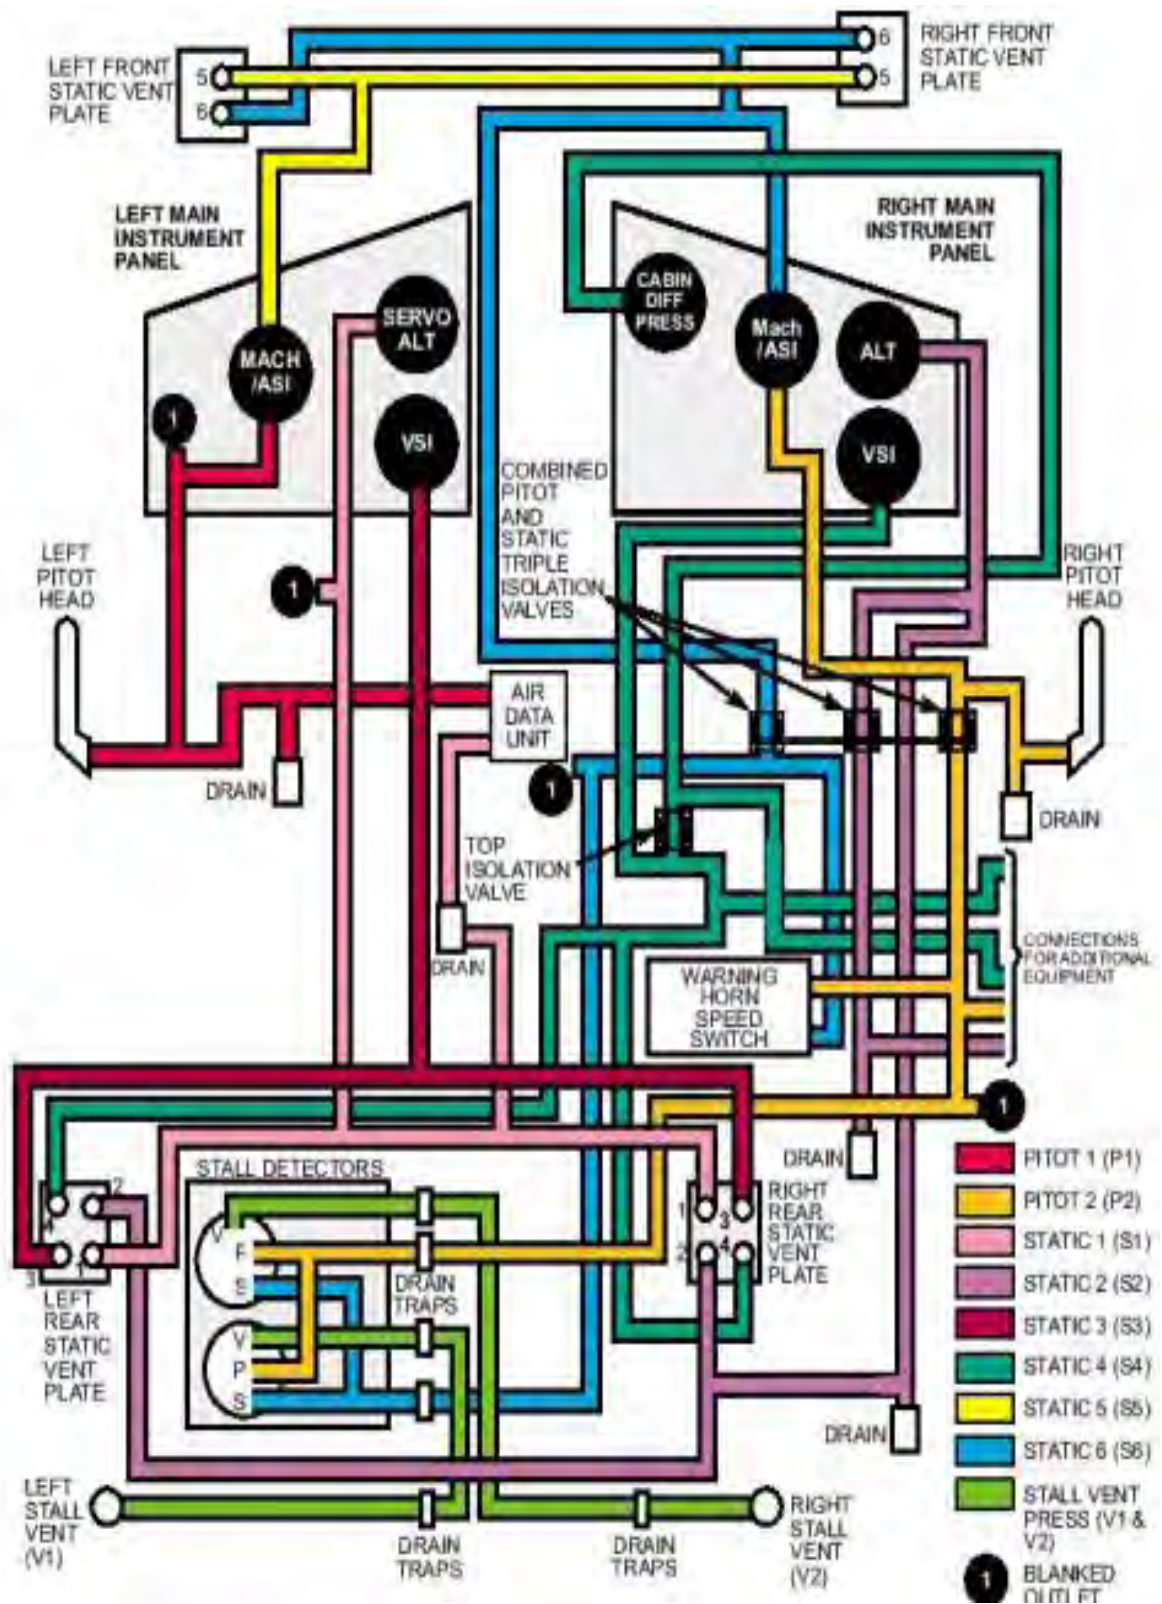 LEFT FRONT
STATIC VENT
PLATE
5
6
RIGHT FRONT
STATIC VENT
PLATE
6
5
LEFT MAIN
INSTRUMENT
PANEL
RIGHT MAIN
INSTRUMENT
PANEL
SERVO
ALT
MACH
/ASI
1
VSI
CABIN
DIFF
PRESS
Mach
/ASI
ALT
VSI
COMBINED
PITOT
AND
STATIC
TRIPLE
ISOLATION
VALVES
LEFT
PITOT
HEAD
1
RIGHT
PITOT
HEAD
AIR
DATA
UNIT
1
DRAIN
DRAIN
TOP
ISOLATION
VALVE
DRAIN
WARNING
HORN
SPEED
SWITCH
CONNECTIONS
FOR ADDITIONAL
EQUIPMENT
1
DRAIN
STALL DETECTORS
4
2
3
1
LEFT
REAR
STATIC
VENT
PLATE
V
P
S
V
P
S
DRAIN
TRAPS
1
3
2
4
RIGHT
REAR
STATIC
VENT
PLATE
DRAIN
LEFT
STALL
VENT
(V1)
DRAIN
TRAPS
DRAIN
TRAPS
RIGHT
STALL
VENT
(V2)
PITOT 1 (P1)
PITOT 2 (P2)
STATIC 1 (S1)
STATIC 2 (S2)
STATIC 3 (S3)
STATIC 4 (S4)
STATIC 5 (S5)
STATIC 6 (S6)
STALL VENT
PRESS (V1 &
V2)
1
BLANKED
OUTLET